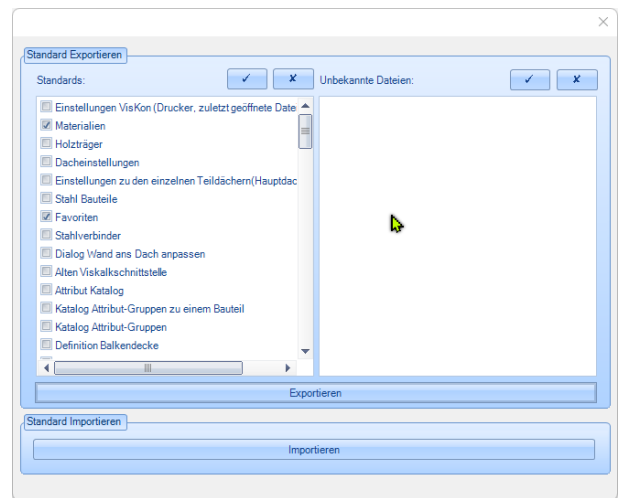 Standard Exportieren
Standards:
Unbekannte Dateien:
Einstellungen VisKon (Drucker, zuletzt geöffnete Date
Materialien
Holzträger
Dacheinstellungen
Einstellungen zu den einzelnen Teildächern(Hauptdac
Stahl Bauteile
Favoriten
Stahlverbinder
Dialog Wand ans Dach anpassen
Alten Viskalkschnittstelle
Attribut Katalog
Katalog Attribut-Gruppen zu einem Bauteil
Katalog Attribut-Gruppen
Definition Balkendecke
Exportieren
Standard Importieren
Importieren